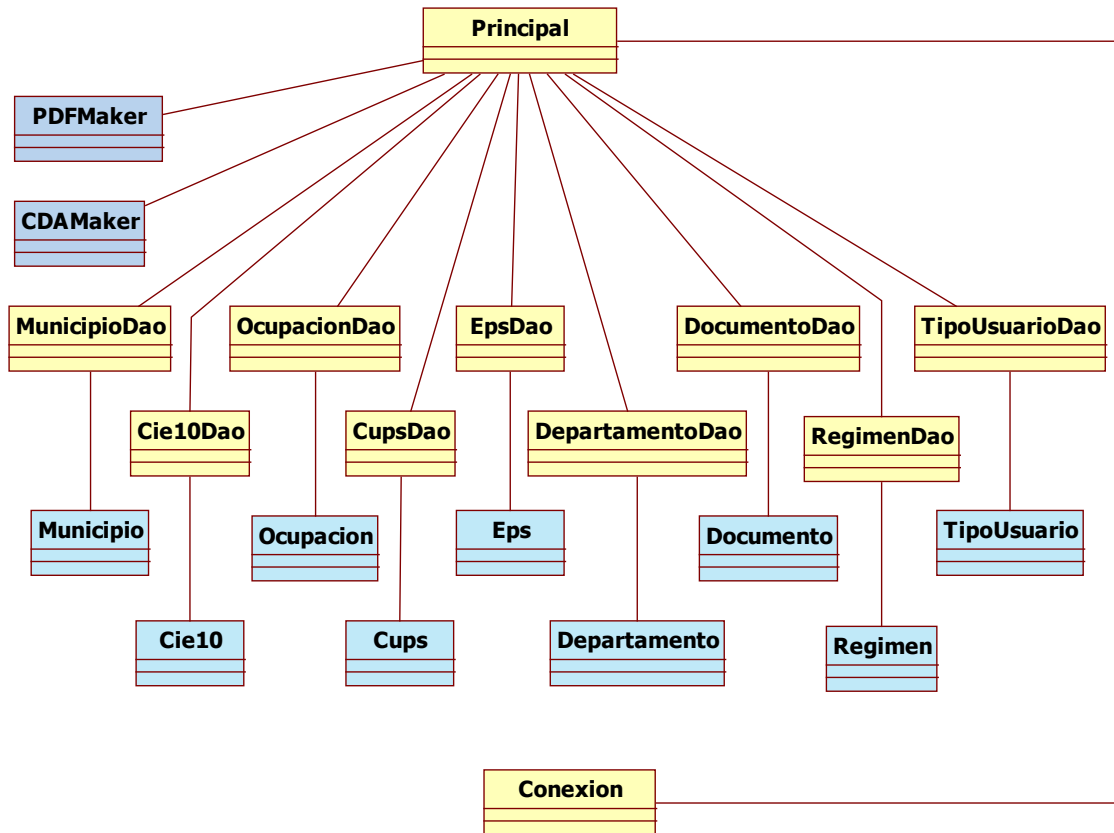 Principal
PDFMaker
CDAMaker
MunicipioDao
OcupacionDao
EpsDao
DocumentoDao
TipoUsuarioDao
Cie10Dao
CupsDao
DepartamentoDao
RegimenDao
Municipio
Ocupacion
Eps
Documento
TipoUsuario
Cie10
Cups
Departamento
Regimen
Conexion